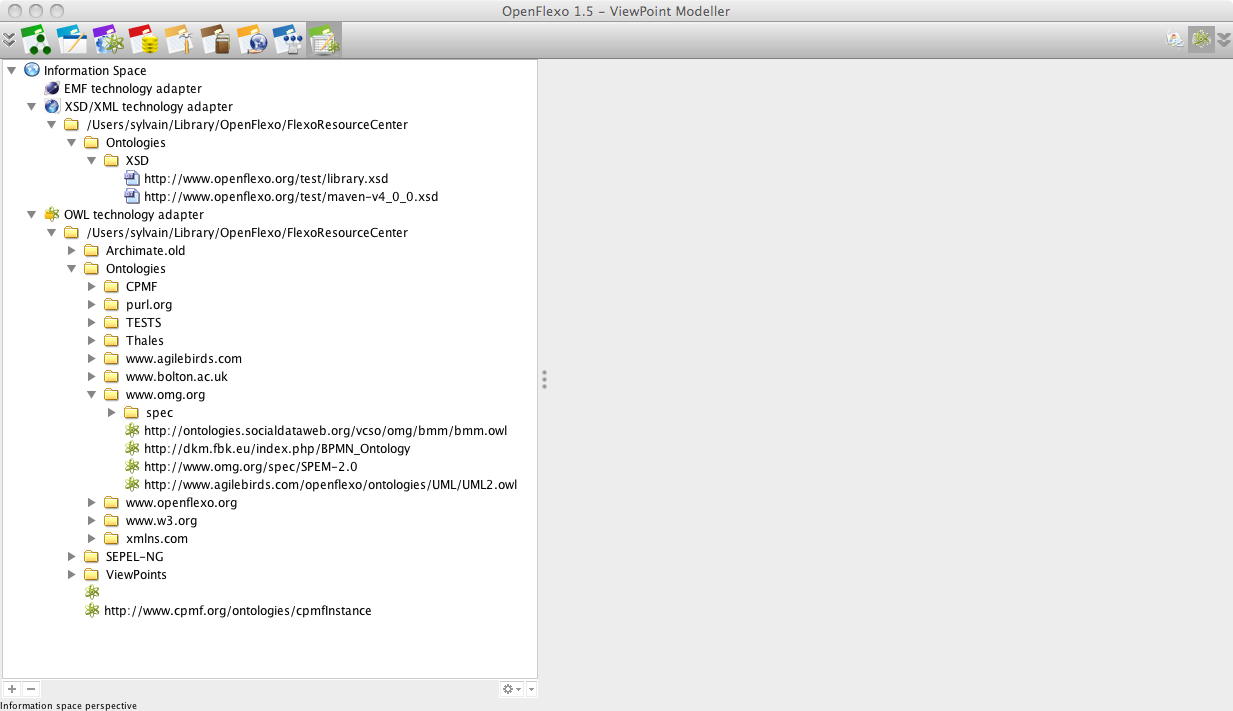 OpenFlexo 1.5 - ViewPoint Modeller
Information Space
EMF technology adapter
XSD/XML technology adapter
/Users/sylvain/Library/OpenFlexo/FlexoResourceCenter
Ontologies
XSD
http://www.openflexo.org/test/library.xsd
http://www.openflexo.org/test/maven-v4_0_0.xsd
OWL technology adapter
/Users/sylvain/Library/OpenFlexo/FlexoResourceCenter
Archimate.old
Ontologies
CPMF
purl.org
TESTS
Thales
www.agilebirds.com
www.bolton.ac.uk
www.omg.org
spec
http://ontologies.socialdataweb.org/vcso/omg/bmm/bmm.owl
http://dkm.fbk.eu/index.php/BPMN_Ontology
http://www.omg.org/spec/SPEM-2.0
http://www.agilebirds.com/openflexo/ontologies/UML/UML2.owl
www.openflexo.org
www.w3.org
xmlns.com
SEPEL-NG
ViewPoints
http://www.cpmf.org/ontologies/cpmfInstance
Information space perspective